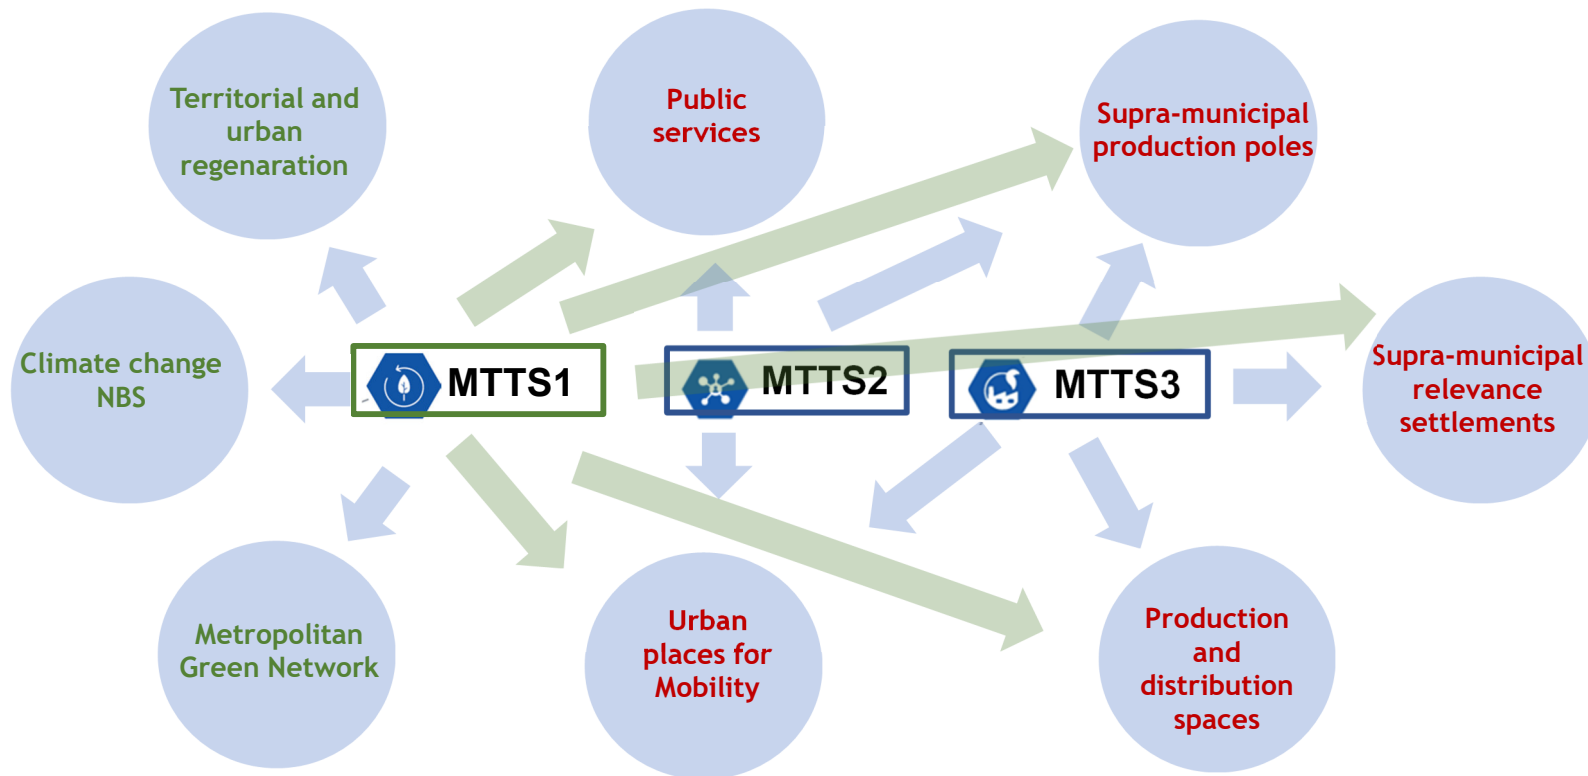 Territorial and
urban
regenaration
Public
services
Supra-municipal
production poles
Climate change
NBS
MTTS1
MTTS2
MTTS3
Supra-municipal
relevance
settlements
Metropolitan
Green Network
Urban
places for
Mobility
Production
and
distribution
spaces